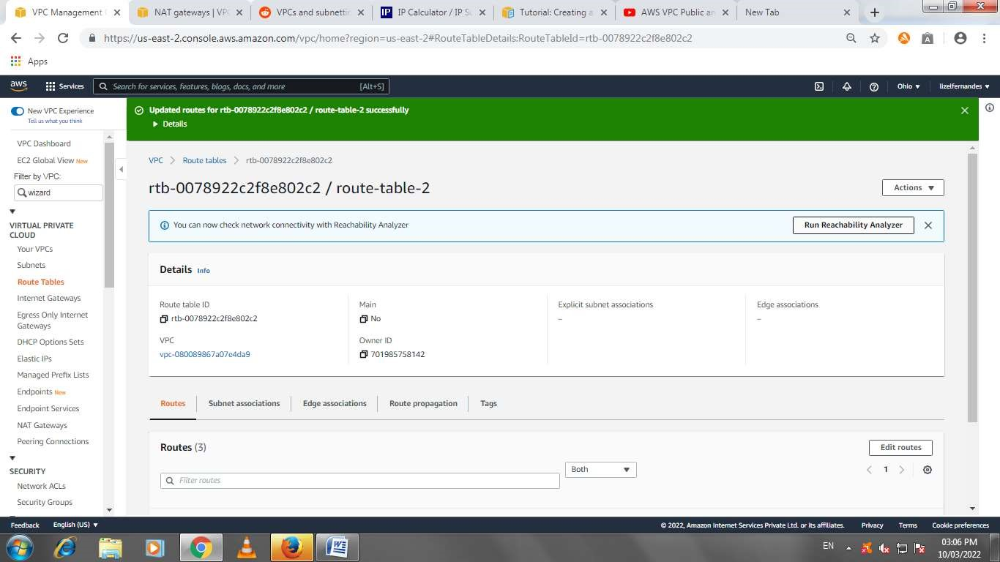 VPC Management C
NAT gateways | VPC
VPCs and subnettin
IP Calculator / IP Su
Tutorial: Creating a
AWS VPC Public an
New Tab
https://us-east-2.console.aws.amazon.com/vpc/home?region=us-east-2#RouteTableDetails:RouteTableId=rtb-0078922c2f8e802c2
Apps
aws
Services
Search for services, features, blogs, docs, and more
[Alt+S]
Ohio
lizelfernandes
New VPC Experience
Tell us what you think
Updated routes for rtb-0078922c2f8e802c2 / route-table-2 successfully
Details
VPC Dashboard
EC2 Global View New
Filter by VPC:
wizard
VIRTUAL PRIVATE
CLOUD
Your VPCs
Subnets
Route Tables
Internet Gateways
Egress Only Internet
Gateways
DHCP Options Sets
Elastic IPs
Managed Prefix Lists
Endpoints New
Endpoint Services
NAT Gateways
Peering Connections
SECURITY
Network ACLs
Security Groups
VPC
Route tables
rtb-0078922c2f8e802c2
rtb-0078922c2f8e802c2 / route-table-2
Actions
You can now check network connectivity with Reachability Analyzer
Run Reachability Analyzer
Details Info
Route table ID
rtb-0078922c2f8e802c2
Main
No
Explicit subnet associations
–
Edge associations
–
VPC
vpc-080089867a07e4da9
Owner ID
701985758142
Routes
Subnet associations
Edge associations
Route propagation
Tags
Routes (3)
Edit routes
Filter routes
Both
1
Feedback
English (US)
© 2022, Amazon Internet Services Private Ltd. or its affiliates.
Privacy
Terms
Cookie preferences
EN
03:06 PM
10/03/2022